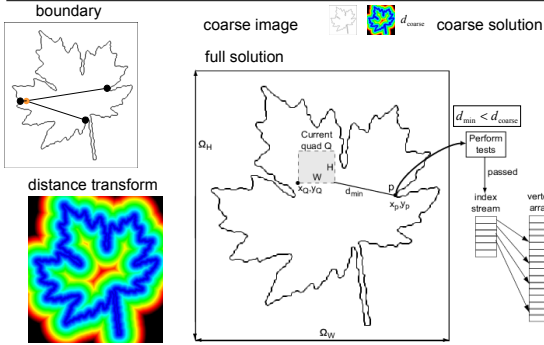 boundary
coarse image
d_coarse
coarse solution
full solution
d_min < d_coarse
Perform
tests
passed
index
stream
Ω_H
Current
quad Q
H
W
x_Q,y_Q
d_min
p
x_p,y_p
Ω_W
distance transform